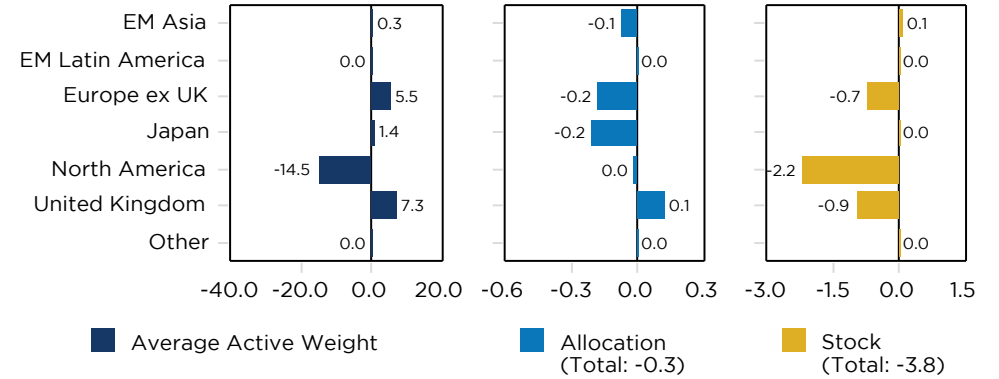 EM Asia 0.3 -0.1 0.1
EM Latin America 0.0 0.0 0.0
Europe ex UK 5.5 -0.2 -0.7
Japan 1.4 -0.2 0.0
North America -14.5 0.0 -2.2
United Kingdom 7.3 0.1 -0.9
Other 0.0 0.0 0.0
-40.0 -20.0 0.0 20.0 -0.6 -0.3 0.0 0.3 -3.0 -1.5 0.0 1.5
Average Active Weight Allocation Stock
(Total: -0.3) (Total: -3.8)